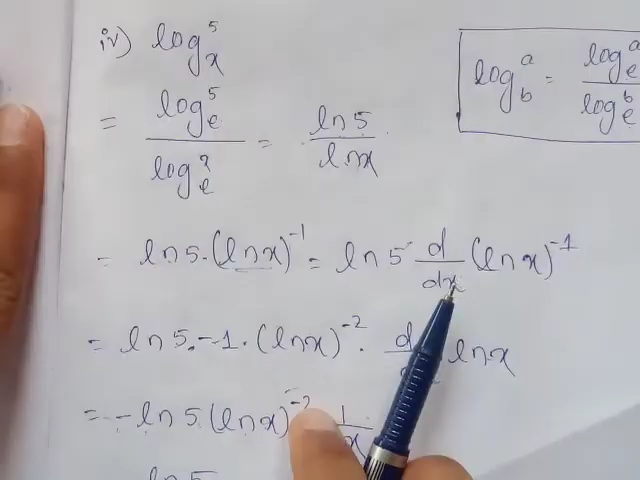 iv) log_x^5
log_b^a = log_e^a / log_e^b
= log_e^5 / log_e^x = ln5 / lnx
= ln5.(lnx)^-1 = ln5 d/dx (lnx)^-1
= ln5.-1.(lnx)^-2 . d lnx
= -ln5(lnx)^-2 1/x
ln5